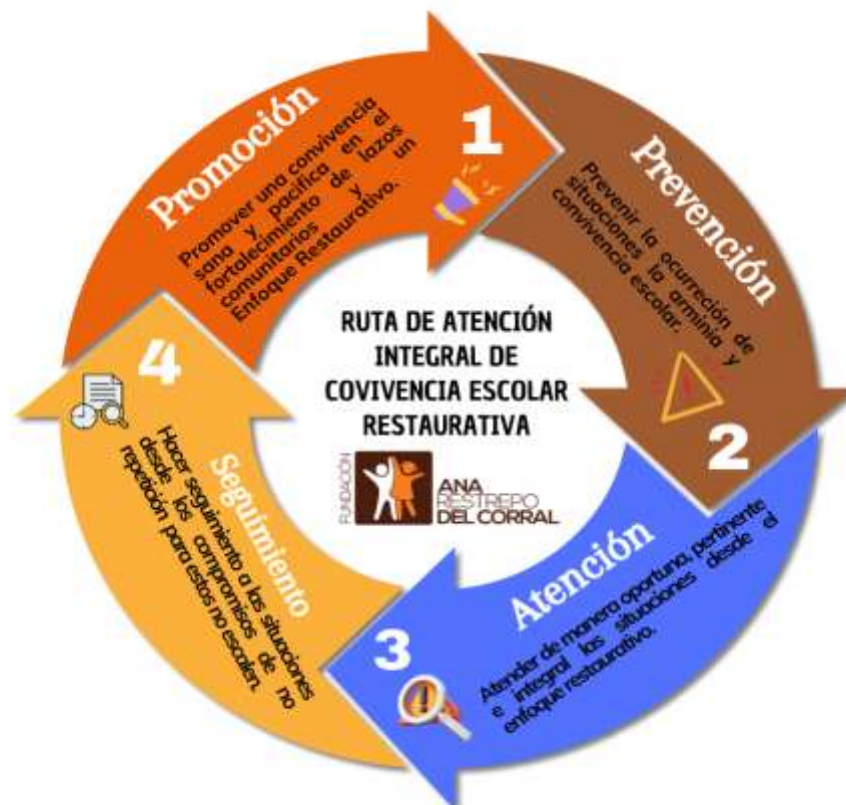 RUTA DE ATENCIÓN
INTEGRAL DE
COVIVENCIA ESCOLAR
RESTAURATIVA
FUNDACIÓN
ANA
RESTREPO
DEL CORRAL
1
Promoción
Promover una convivencia
sana y pacífica en el
fortalecimiento de lazos
comunitarios y un
Enfoque Restaurativo.
2
Prevención
Prevenir la ocurreción de
situaciones la arminia y
convivencia escolar.
3
Atención
Atender de manera oportuna, pertinente
e integral las situaciones desde el
enfoque restaurativo.
4
Seguimiento
Hacer seguimiento a las situaciones
desde los compromisos de no
repetición para estos no escalen.